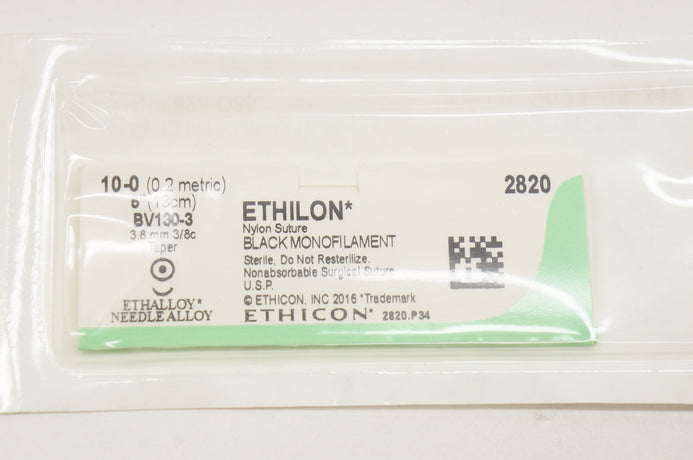 10-0 (0.2 metric)
6" (13cm)
BV130-3
3.8 mm 3/8c
Taper
ETHALLOY*
NEEDLE ALLOY
ETHILON*
Nylon Suture
BLACK MONOFILAMENT
Sterile. Do Not Resterilize.
Nonabsorbable Surgical Suture,
U.S.P.
© ETHICON, INC 2016 *Trademark
ETHICON* 2820.P34
2820